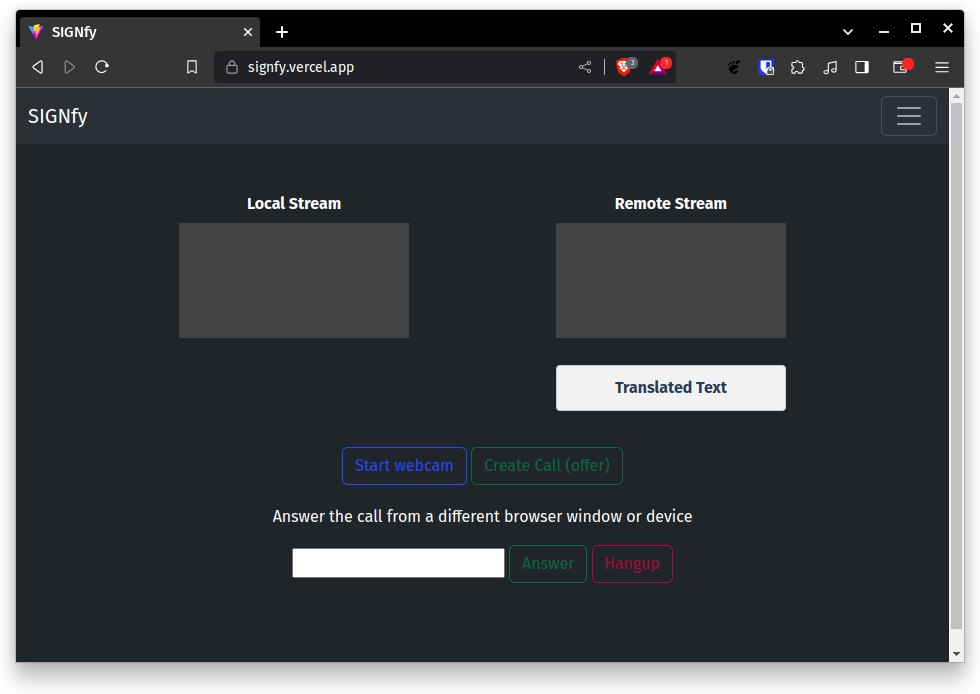 SIGNfy
signfy.vercel.app
3
1
SIGNfy
Local Stream
Remote Stream
Translated Text
Start webcam
Create Call (offer)
Answer the call from a different browser window or device
Answer
Hangup